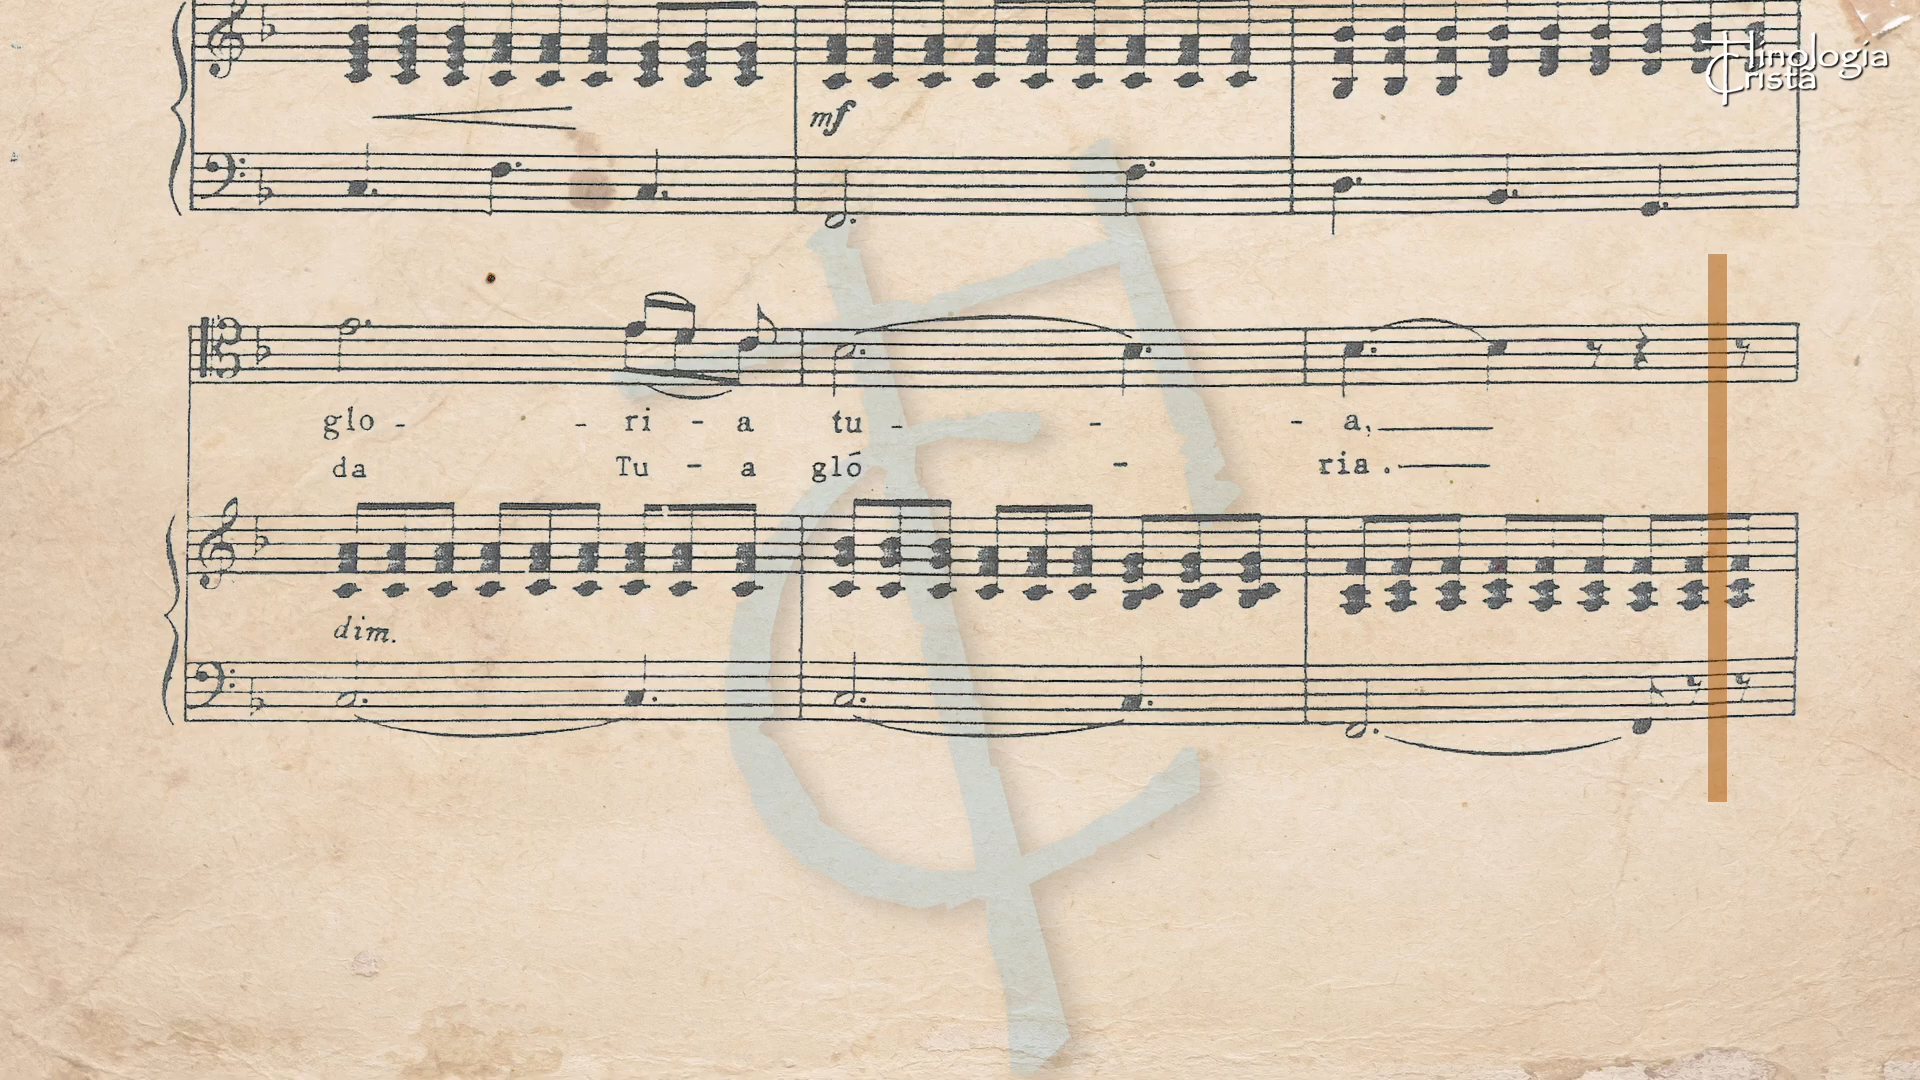 Hinologia
Cristã
mf
glo - - ri - a tu - - - a,
da Tu - a gló - ria.
dim.